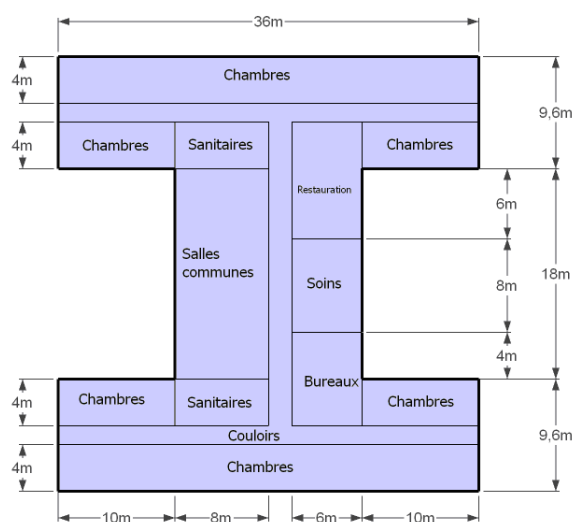 36m
Chambres
4m
9,6m
4m
Chambres
Sanitaires
Chambres
Restauration
6m
Salles
communes
Soins
8m
18m
Bureaux
4m
4m
Chambres
Sanitaires
Chambres
Couloirs
9,6m
4m
Chambres
10m
8m
6m
10m